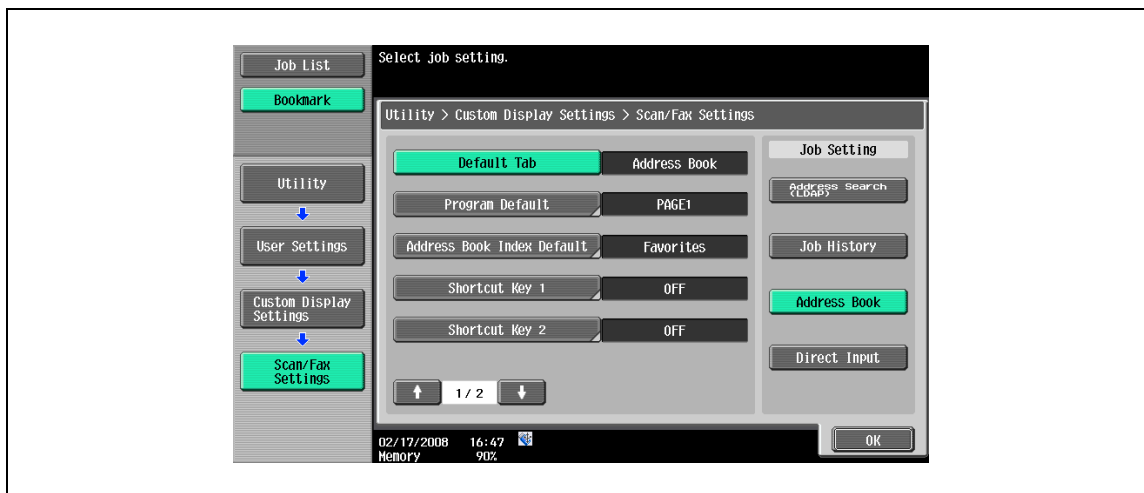 Job List
Bookmark
Select job setting.
Utility > Custom Display Settings > Scan/Fax Settings
Utility
User Settings
Custom Display
Settings
Scan/Fax
Settings
Default Tab
Address Book
Program Default
PAGE1
Address Book Index Default
Favorites
Shortcut Key 1
OFF
Shortcut Key 2
OFF
1/ 2
Job Setting
Address Search
(LDAP)
Job History
Address Book
Direct Input
02/17/2008 16:47
Memory 90%
OK